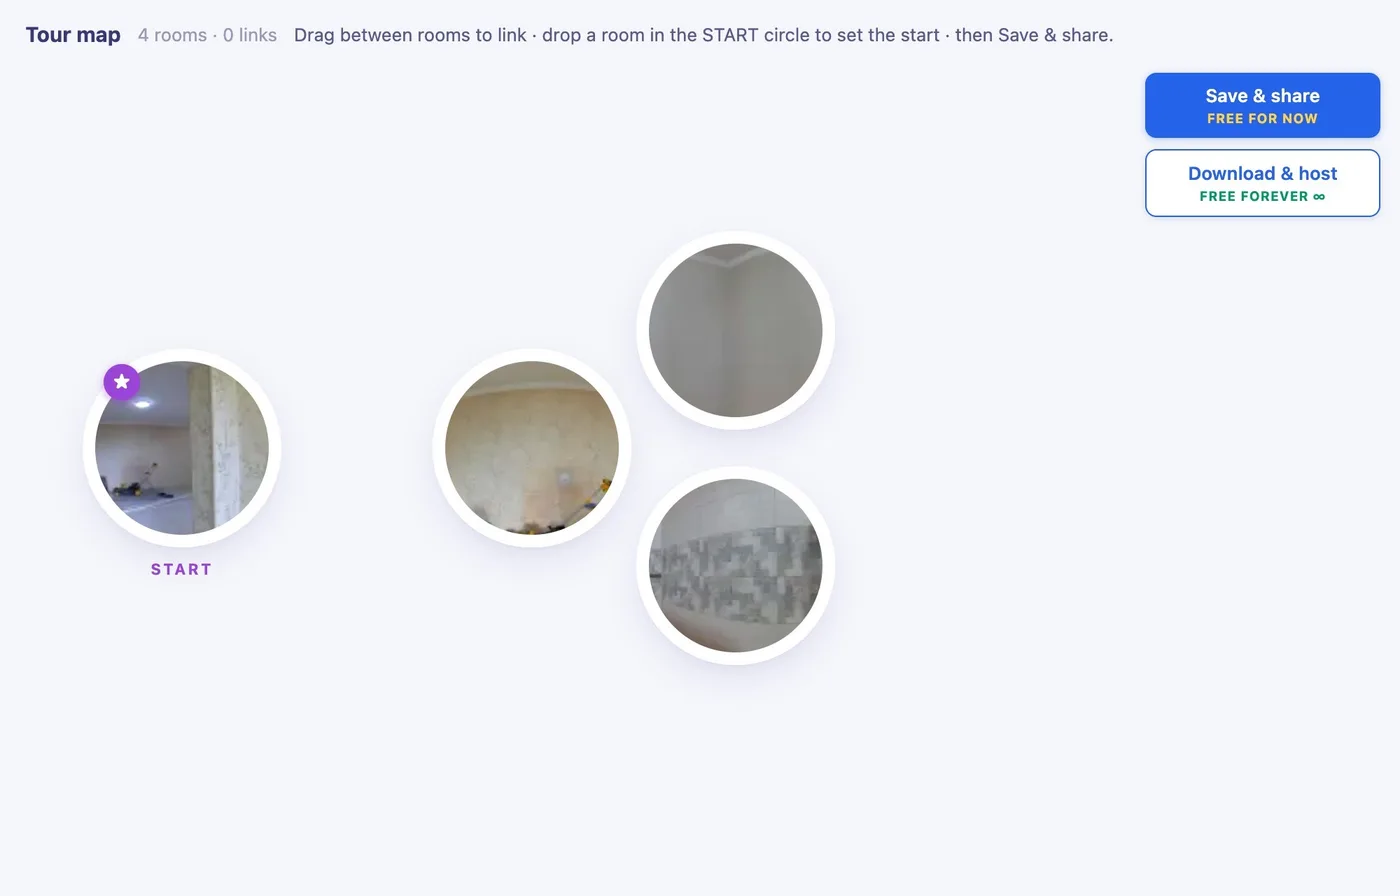 Tour map 4 rooms · 0 links Drag between rooms to link · drop a room in the START circle to set the start · then Save & share.
Save & share
FREE FOR NOW
Download & host
FREE FOREVER ∞
START